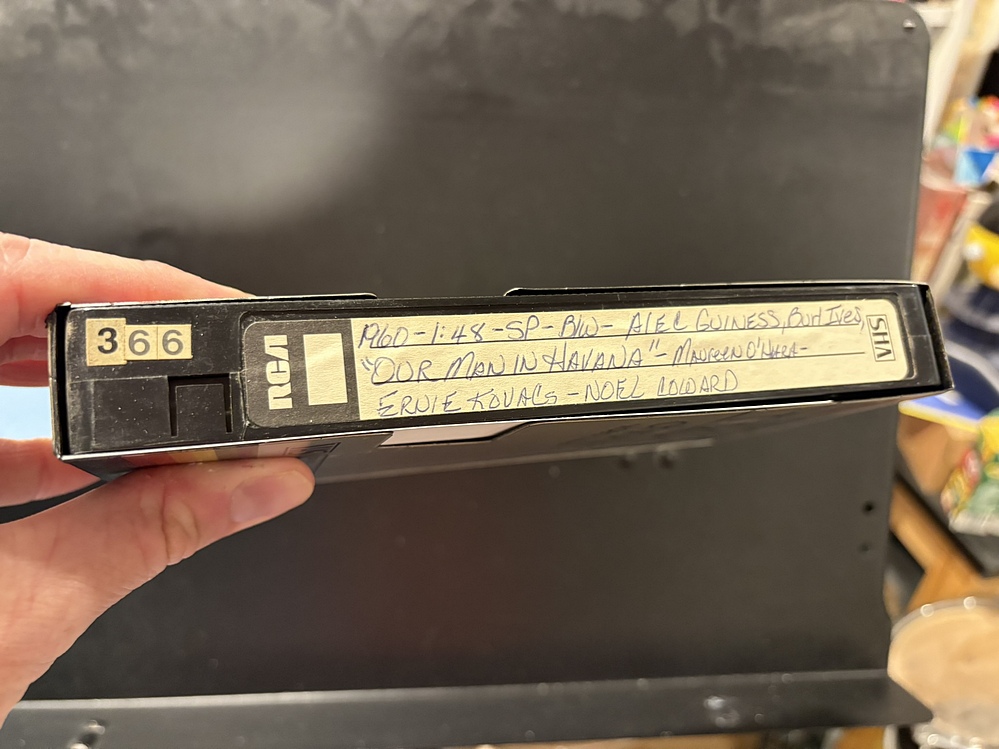 366
RCA
1960-1:48-SP-B/W- ALEC GUINESS, Burl Ives,
"OUR MAN IN HAVANA"- MAUREEN O'HARA-
ERNIE KOVACS - NOEL COWARD
VHS